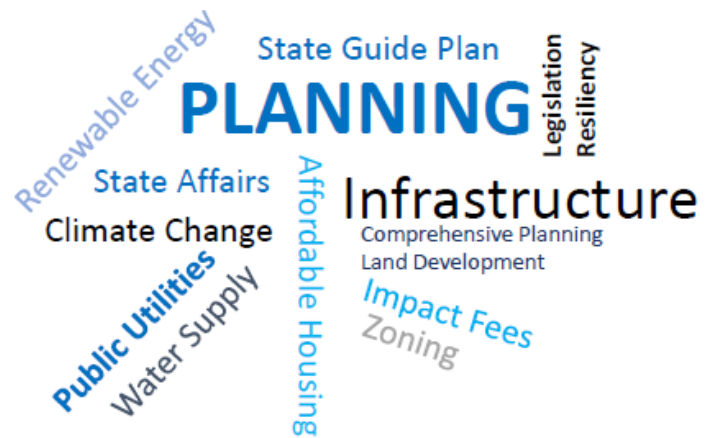 Renewable Energy
State Guide Plan
PLANNING
Legislation
Resiliency
State Affairs
Affordable Housing
Infrastructure
Climate Change
Comprehensive Planning
Land Development
Public Utilities
Water Supply
Impact Fees
Zoning